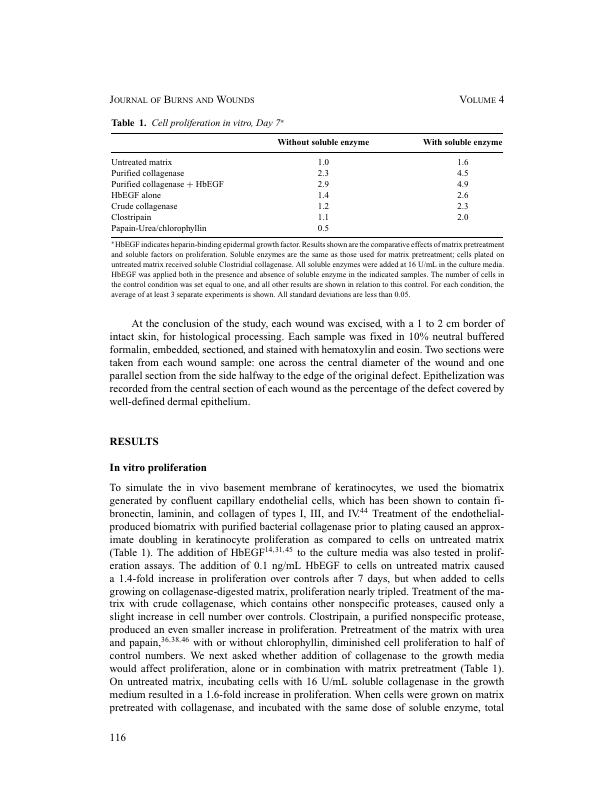 JOURNAL OF BURNS AND WOUNDS VOLUME 4
Table 1. Cell proliferation in vitro, Day 7*
Without soluble enzyme With soluble enzyme
Untreated matrix 1.0 1.6
Purified collagenase 2.3 4.5
Purified collagenase + HbEGF 2.9 4.9
HbEGF alone 1.4 2.6
Crude collagenase 1.2 2.3
Clostripain 1.1 2.0
Papain-Urea/chlorophyllin 0.5
*HbEGF indicates heparin-binding epidermal growth factor. Results shown are the comparative effects of matrix pretreatment
and soluble factors on proliferation. Soluble enzymes are the same as those used for matrix pretreatment; cells plated on
untreated matrix received soluble Clostridial collagenase. All soluble enzymes were added at 16 U/mL in the culture media.
HbEGF was applied both in the presence and absence of soluble enzyme in the indicated samples. The number of cells in
the control condition was set equal to one, and all other results are shown in relation to this control. For each condition, the
average of at least 3 separate experiments is shown. All standard deviations are less than 0.05.
At the conclusion of the study, each wound was excised, with a 1 to 2 cm border of
intact skin, for histological processing. Each sample was fixed in 10% neutral buffered
formalin, embedded, sectioned, and stained with hematoxylin and eosin. Two sections were
taken from each wound sample: one across the central diameter of the wound and one
parallel section from the side halfway to the edge of the original defect. Epithelization was
recorded from the central section of each wound as the percentage of the defect covered by
well-defined dermal epithelium.
RESULTS
In vitro proliferation
To simulate the in vivo basement membrane of keratinocytes, we used the biomatrix
generated by confluent capillary endothelial cells, which has been shown to contain fi-
bronectin, laminin, and collagen of types I, III, and IV.44 Treatment of the endothelial-
produced biomatrix with purified bacterial collagenase prior to plating caused an approx-
imate doubling in keratinocyte proliferation as compared to cells on untreated matrix
(Table 1). The addition of HbEGF14,31,45 to the culture media was also tested in prolif-
eration assays. The addition of 0.1 ng/mL HbEGF to cells on untreated matrix caused
a 1.4-fold increase in proliferation over controls after 7 days, but when added to cells
growing on collagenase-digested matrix, proliferation nearly tripled. Treatment of the ma-
trix with crude collagenase, which contains other nonspecific proteases, caused only a
slight increase in cell number over controls. Clostripain, a purified nonspecific protease,
produced an even smaller increase in proliferation. Pretreatment of the matrix with urea
and papain,36,38,46 with or without chlorophyllin, diminished cell proliferation to half of
control numbers. We next asked whether addition of collagenase to the growth media
would affect proliferation, alone or in combination with matrix pretreatment (Table 1).
On untreated matrix, incubating cells with 16 U/mL soluble collagenase in the growth
medium resulted in a 1.6-fold increase in proliferation. When cells were grown on matrix
pretreated with collagenase, and incubated with the same dose of soluble enzyme, total
116